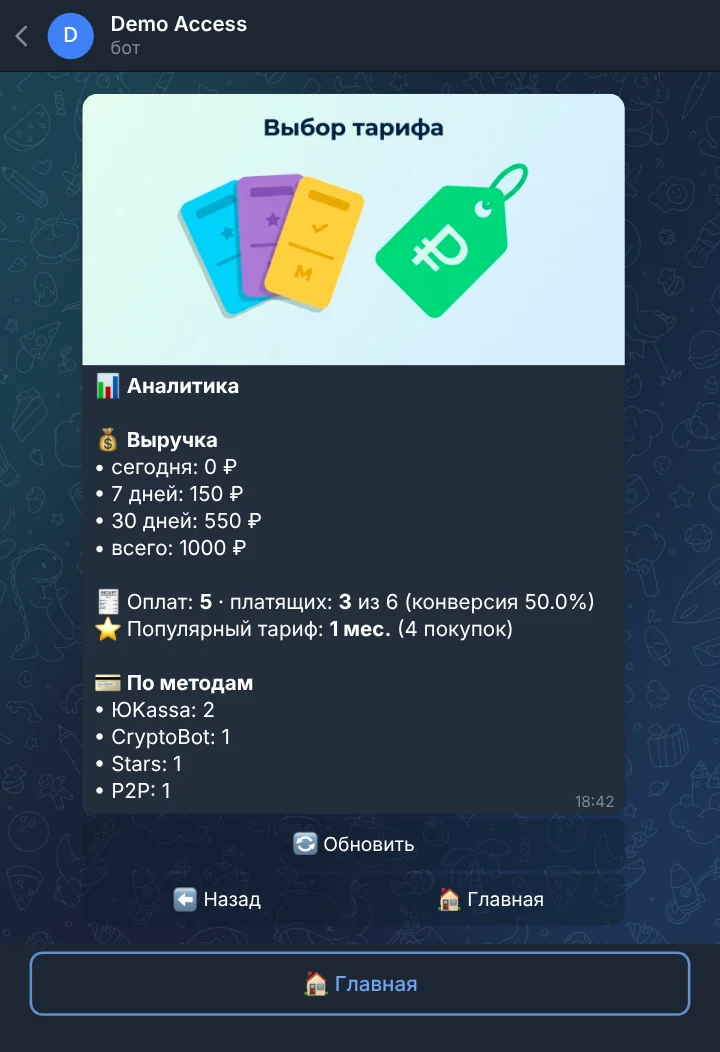 Demo Access
D
бот
Выбор тарифа
M
📊 Аналитика
💰 Выручка
• сегодня: 0 ₽
• 7 дней: 150 ₽
• 30 дней: 550 ₽
• всего: 1000 ₽
🧾 Оплат: 5 · платящих: 3 из 6 (конверсия 50.0%)
⭐ Популярный тариф: 1 мес. (4 покупок)
💳 По методам
• ЮKassa: 2
• CryptoBot: 1
• Stars: 1
• P2P: 1
18:42
🔄 Обновить
⬅️ Назад
🏠 Главная
🏠 Главная